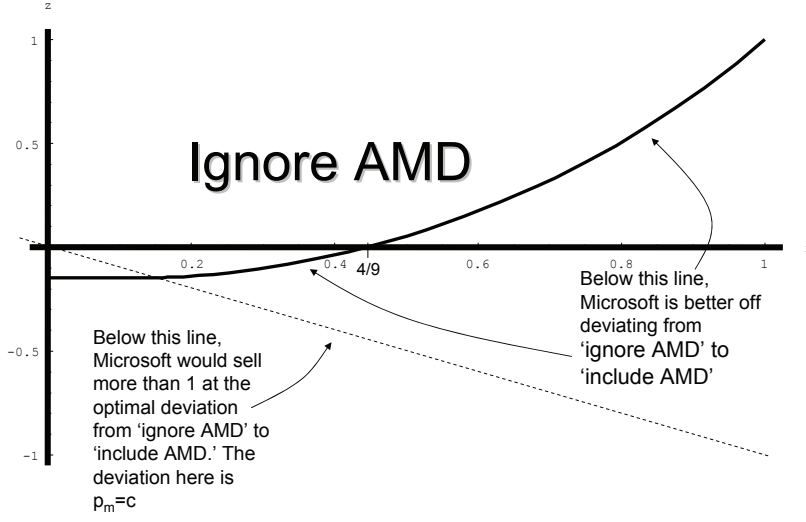 z
1
0.5
Ignore AMD
0.2
0.4
4/9
0.6
0.8
1
Below this line,
Microsoft is better off
deviating from
‘ignore AMD’ to
‘include AMD’
-0.5
Below this line,
Microsoft would sell
more than 1 at the
optimal deviation
from ‘ignore AMD’ to
‘include AMD.’ The
deviation here is
pm=c
-1